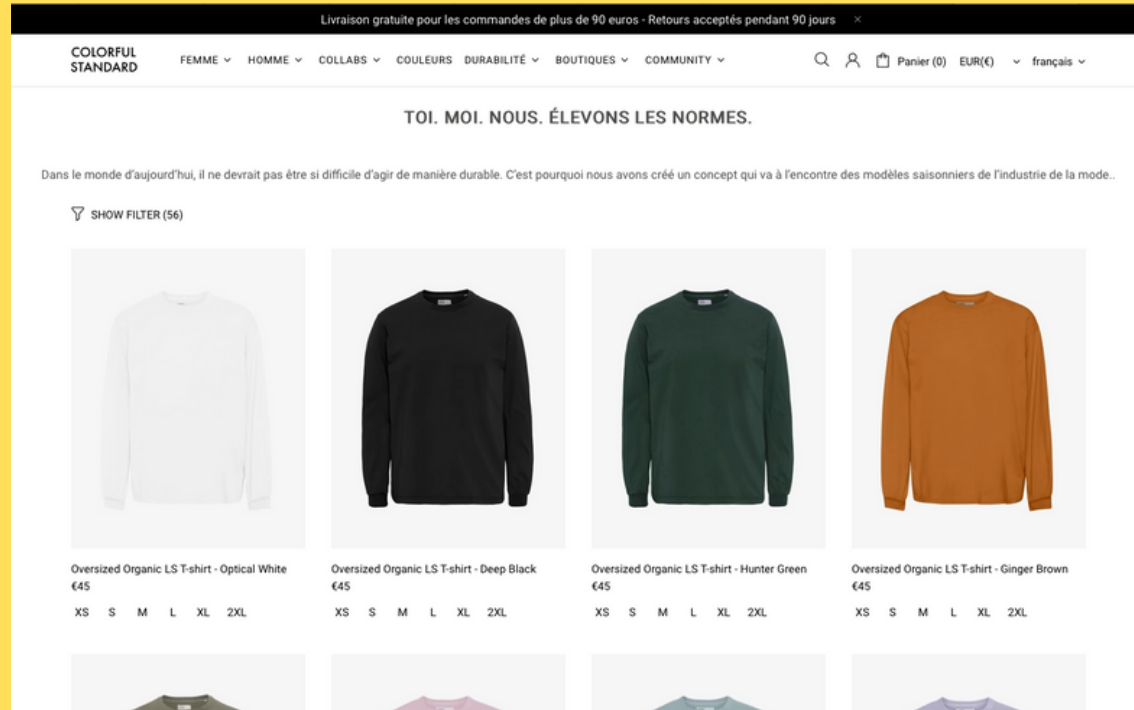 Livraison gratuite pour les commandes de plus de 90 euros - Retours acceptés pendant 90 jours ×
COLORFUL
STANDARD
FEMME HOMME COLLABS COULEURS DURABILITÉ BOUTIQUES COMMUNITY Panier (0) EUR(€) français
TOI. MOI. NOUS. ÉLEVONS LES NORMES.
Dans le monde d'aujourd'hui, il ne devrait pas être si difficile d'agir de manière durable. C'est pourquoi nous avons créé un concept qui va à l'encontre des modèles saisonniers de l'industrie de la mode..
SHOW FILTER (56)
Oversized Organic LS T-shirt - Optical White
€45
XS S M L XL 2XL
Oversized Organic LS T-shirt - Deep Black
€45
XS S M L XL 2XL
Oversized Organic LS T-shirt - Hunter Green
€45
XS S M L XL 2XL
Oversized Organic LS T-shirt - Ginger Brown
€45
XS S M L XL 2XL